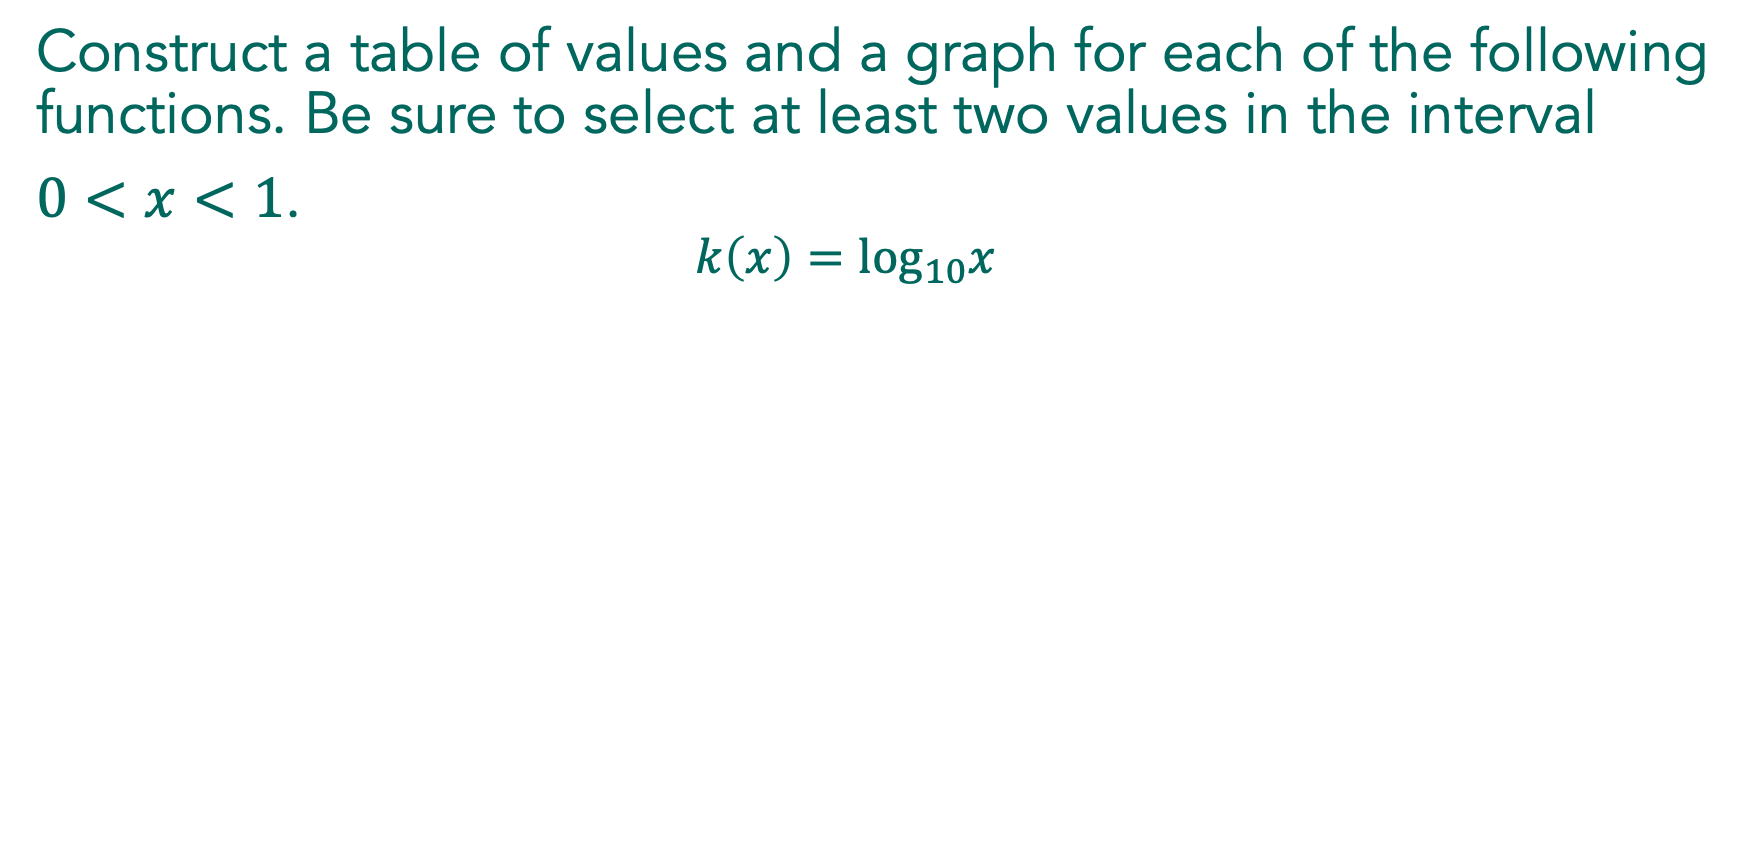 Construct a table of values and a graph for each of the following
functions. Be sure to select at least two values in the interval
0 < x < 1.
k(x) = log₁₀x